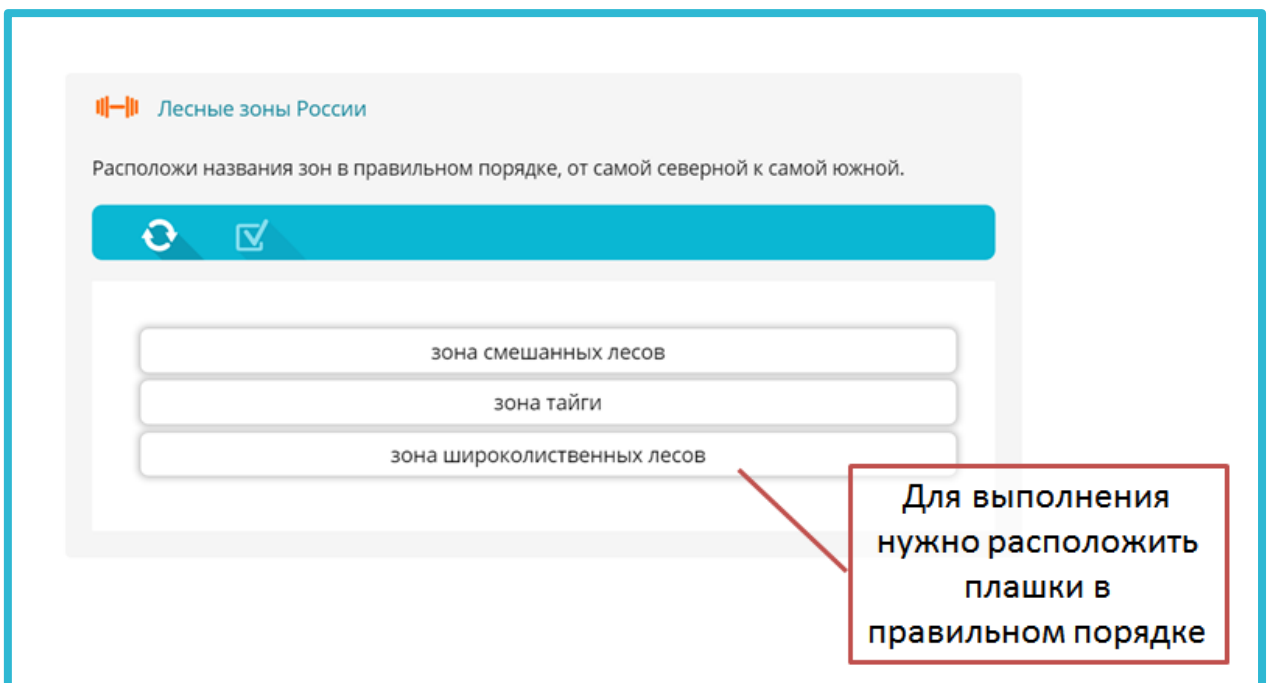 Лесные зоны России
Расположи названия зон в правильном порядке, от самой северной к самой южной.
зона смешанных лесов
зона тайги
зона широколиственных лесов
Для выполнения
нужно расположить
плашки в
правильном порядке